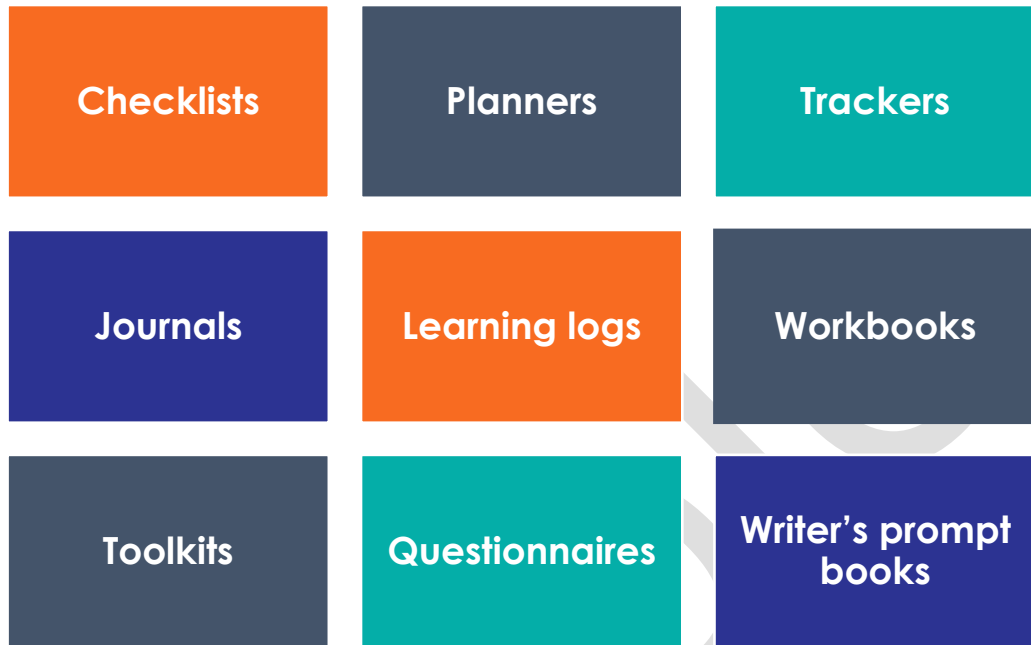 Checklists
Planners
Trackers
Journals
Learning logs
Workbooks
Toolkits
Questionnaires
Writer’s prompt
books